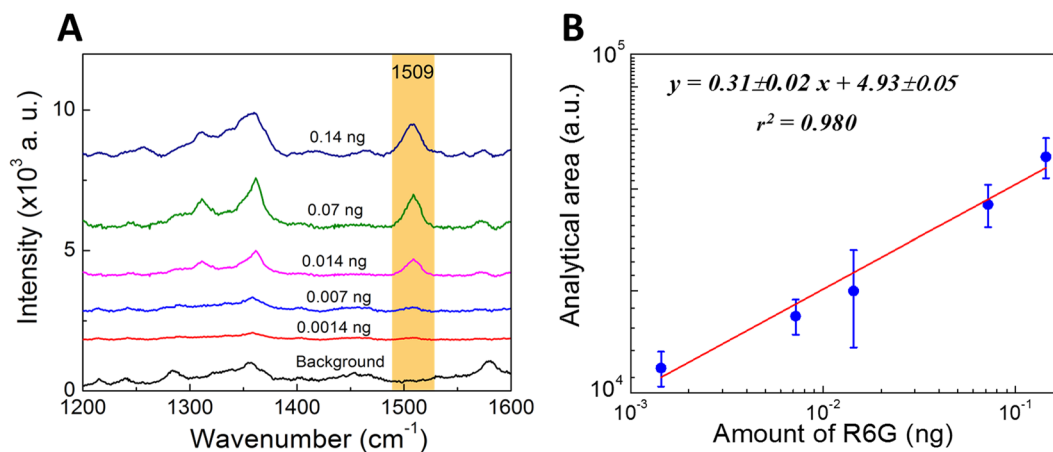 A
1509
10
5
0
Intensity (x10³ a. u.)
0.14 ng
0.07 ng
0.014 ng
0.007 ng
0.0014 ng
Background
1200 1300 1400 1500 1600
Wavenumber (cm⁻¹)
B
10⁵
10⁴
Analytical area (a.u.)
y = 0.31±0.02 x + 4.93±0.05
r² = 0.980
10⁻³ 10⁻² 10⁻¹
Amount of R6G (ng)